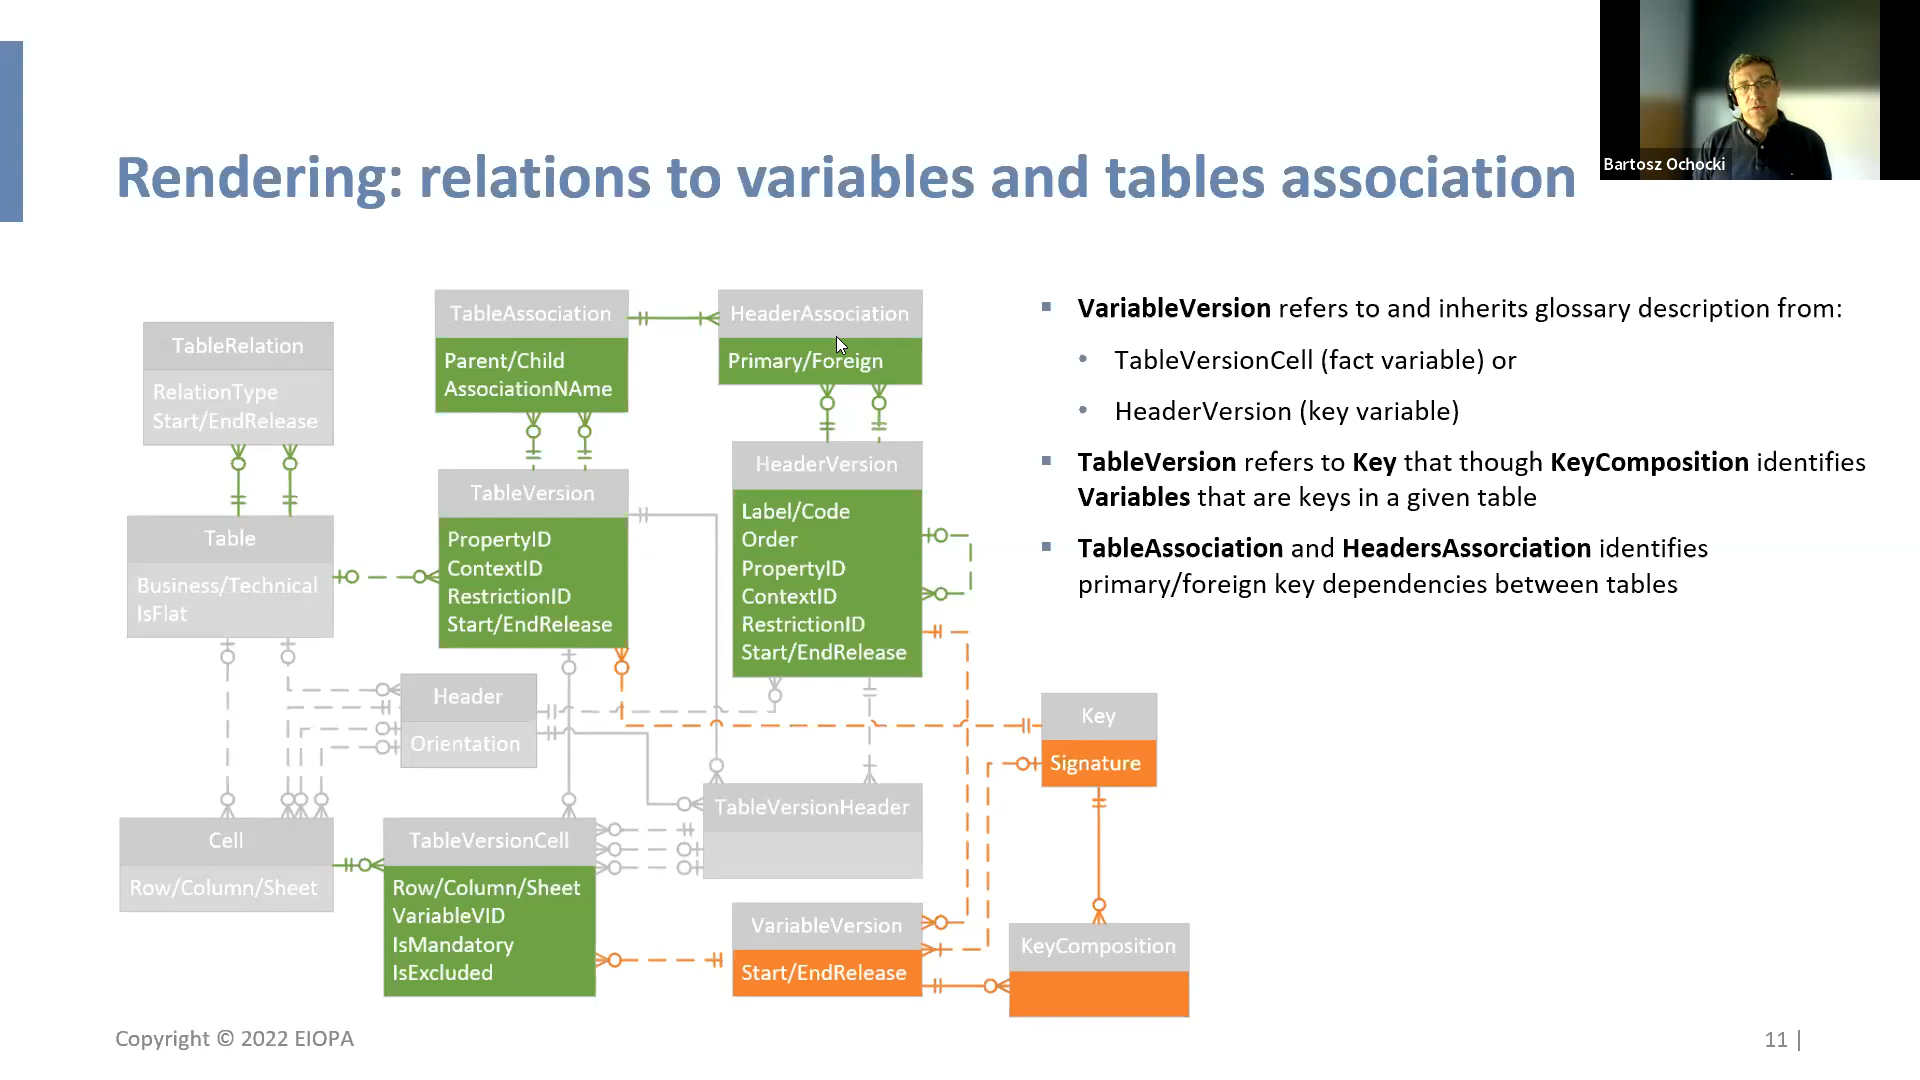 Bartosz Ochocki
Rendering: relations to variables and tables association
TableRelation
RelationType
Start/EndRelease
TableAssociation
Parent/Child
AssociationNAme
HeaderAssociation
Primary/Foreign
Table
Business/Technical
IsFlat
TableVersion
PropertyID
ContextID
RestrictionID
Start/EndRelease
HeaderVersion
Label/Code
Order
PropertyID
ContextID
RestrictionID
Start/EndRelease
Header
Orientation
Key
Signature
Cell
Row/Column/Sheet
TableVersionCell
Row/Column/Sheet
VariableVID
IsMandatory
IsExcluded
TableVersionHeader
VariableVersion
Start/EndRelease
KeyComposition
VariableVersion refers to and inherits glossary description from:
TableVersionCell (fact variable) or
HeaderVersion (key variable)
TableVersion refers to Key that though KeyComposition identifies
Variables that are keys in a given table
TableAssociation and HeadersAssorciation identifies
primary/foreign key dependencies between tables
Copyright © 2022 EIOPA
11 |